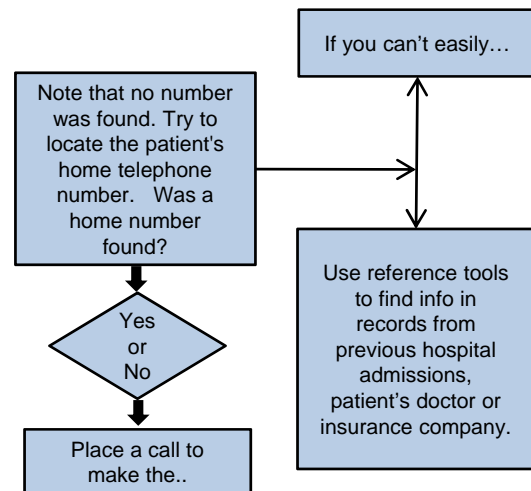 If you can’t easily…
Note that no number
was found. Try to
locate the patient's
home telephone
number.   Was a
home number
found?
Use reference tools
to find info in
records from
previous hospital
admissions,
patient’s doctor or
insurance company.
Yes
or
No
Place a call to
make the..